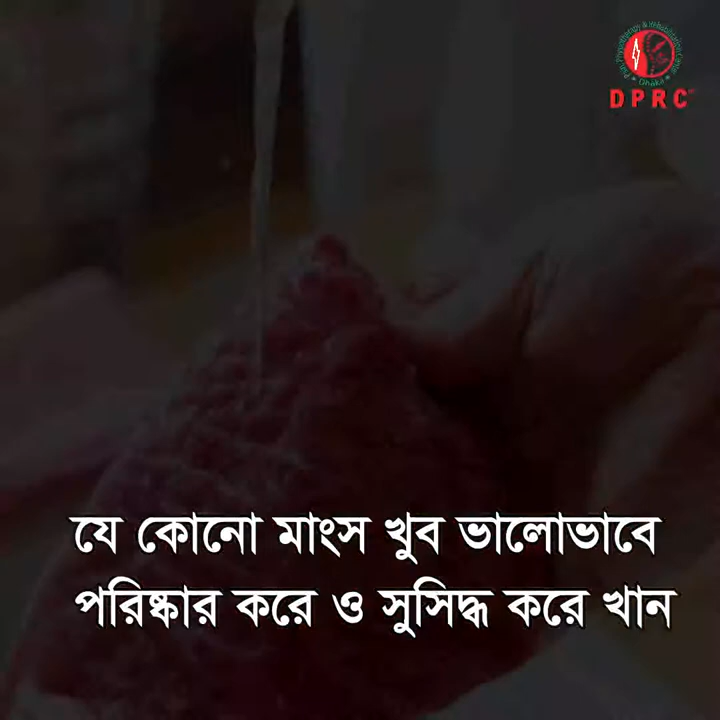 DPRC
যে কোনো মাংস খুব ভালোভাবে
পরিষ্কার করে ও সুসিদ্ধ করে খান